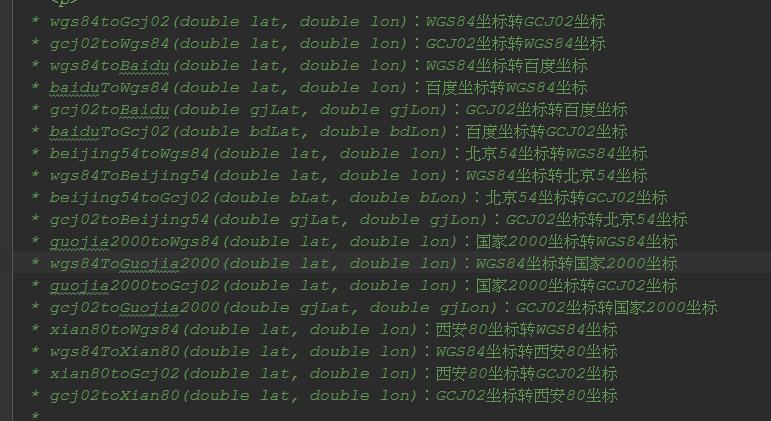 <p>
* wgs84toGcj02(double lat, double lon)：WGS84坐标转GCJ02坐标
* gcj02toWgs84(double lat, double lon)：GCJ02坐标转WGS84坐标
* wgs84toBaidu(double lat, double lon)：WGS84坐标转百度坐标
* baiduToWgs84(double lat, double lon)：百度坐标转WGS84坐标
* gcj02toBaidu(double gjLat, double gjLon)：GCJ02坐标转百度坐标
* baiduToGcj02(double bdLat, double bdLon)：百度坐标转GCJ02坐标
* beijing54toWgs84(double lat, double lon)：北京54坐标转WGS84坐标
* wgs84ToBeijing54(double lat, double lon)：WGS84坐标转北京54坐标
* beijing54toGcj02(double bLat, double bLon)：北京54坐标转GCJ02坐标
* gcj02toBeijing54(double gjLat, double gjLon)：GCJ02坐标转北京54坐标
* guojia2000toWgs84(double lat, double lon)：国家2000坐标转WGS84坐标
* wgs84ToGuojia2000(double lat, double lon)：WGS84坐标转国家2000坐标
* guojia2000toGcj02(double lat, double lon)：国家2000坐标转GCJ02坐标
* gcj02toGuojia2000(double gjLat, double gjLon)：GCJ02坐标转国家2000坐标
* xian80toWgs84(double lat, double lon)：西安80坐标转WGS84坐标
* wgs84ToXian80(double lat, double lon)：WGS84坐标转西安80坐标
* xian80toGcj02(double lat, double lon)：西安80坐标转GCJ02坐标
* gcj02toXian80(double lat, double lon)：GCJ02坐标转西安80坐标
*